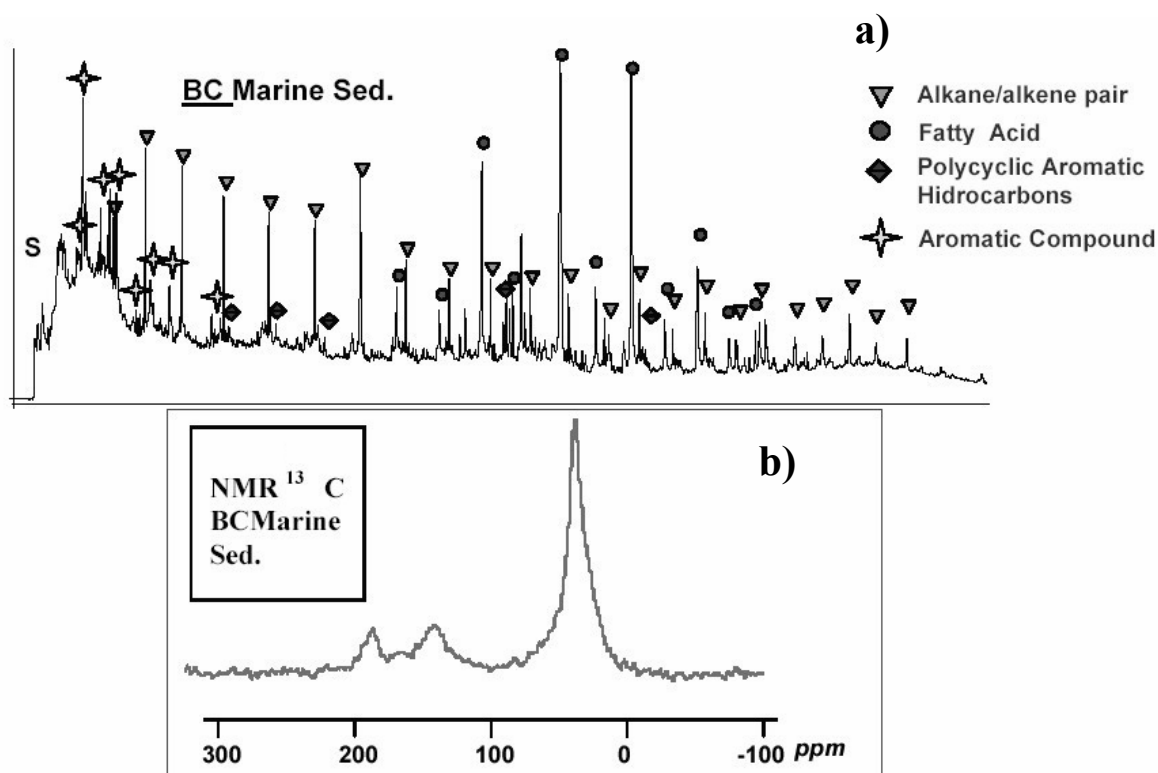 a)
BC Marine Sed.
Alkane/alkene pair
Fatty Acid
Polycyclic Aromatic
Hidrocarbons
Aromatic Compound
S
b)
NMR 13 C
BCMarine
Sed.
300 200 100 0 -100 ppm